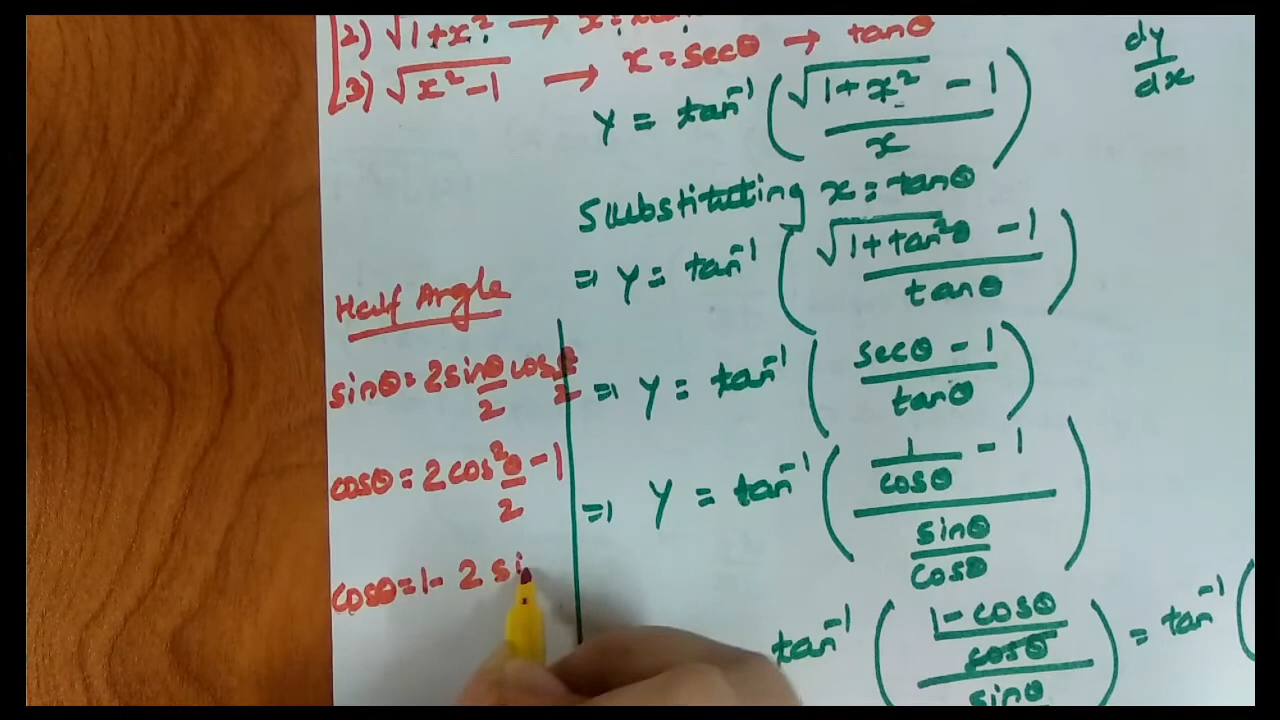 2) √1+x² →
3) √x²-1 → x = secθ → tanθ
dy/dx
y = tan⁻¹ ( (√1+x² - 1) / x )
Substituting x = tanθ
⇒ y = tan⁻¹ ( (√1+tan²θ - 1) / tanθ )
Half Angle
sinθ = 2 sin θ/2 cos θ/2
⇒ y = tan⁻¹ ( (secθ - 1) / tanθ )
cosθ = 2cos² θ/2 - 1
⇒ y = tan⁻¹ ( (1/cosθ - 1) / (sinθ/cosθ) )
cosθ = 1 - 2 si
tan⁻¹ ( (1 - cosθ)/cosθ / sinθ ) = tan⁻¹ (